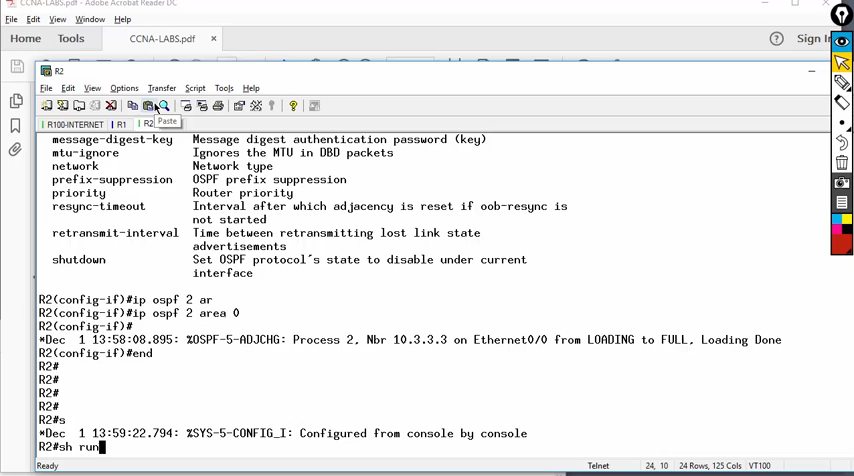 CCNA-LABS.pdf - Adobe Acrobat Reader DC
File Edit View Window Help
Home Tools CCNA-LABS.pdf × Sign In
R2
File Edit View Options Transfer Script Tools Help
R100-INTERNET R1 R2
Paste
message-digest-key Message digest authentication password (key)
mtu-ignore Ignores the MTU in DBD packets
network Network type
prefix-suppression OSPF prefix suppression
priority Router priority
resync-timeout Interval after which adjacency is reset if oob-resync is
not started
retransmit-interval Time between retransmitting lost link state
advertisements
shutdown Set OSPF protocol's state to disable under current
interface
R2(config-if)#ip ospf 2 ar
R2(config-if)#ip ospf 2 area 0
R2(config-if)#
*Dec 1 13:58:08.895: %OSPF-5-ADJCHG: Process 2, Nbr 10.3.3.3 on Ethernet0/0 from LOADING to FULL, Loading Done
R2(config-if)#end
R2#
R2#
R2#
R2#
R2#s
*Dec 1 13:59:22.794: %SYS-5-CONFIG_I: Configured from console by console
R2#sh run
Ready Telnet 24, 10 24 Rows, 125 Cols VT100